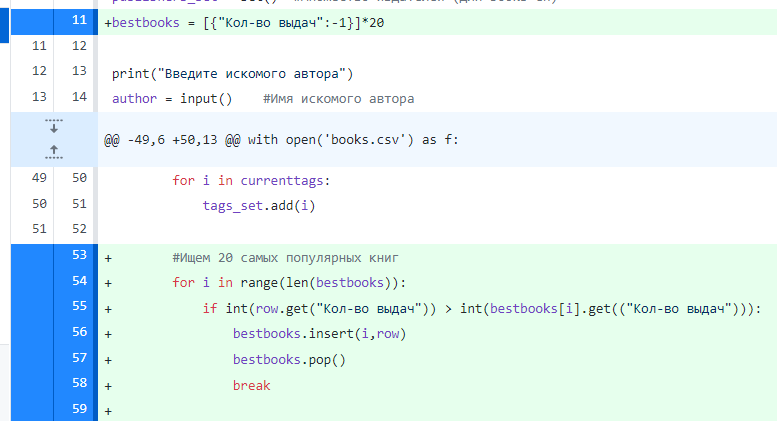 11 +bestbooks = [{"Кол-во выдач":-1}]*20
11 12
12 13 print("Введите искомого автора")
13 14 author = input() #Имя искомого автора
@@ -49,6 +50,13 @@ with open('books.csv') as f:
49 50 for i in currenttags:
50 51 tags_set.add(i)
51 52
53 + #Ищем 20 самых популярных книг
54 + for i in range(len(bestbooks)):
55 + if int(row.get("Кол-во выдач")) > int(bestbooks[i].get(("Кол-во выдач"))):
56 + bestbooks.insert(i,row)
57 + bestbooks.pop()
58 + break
59 +